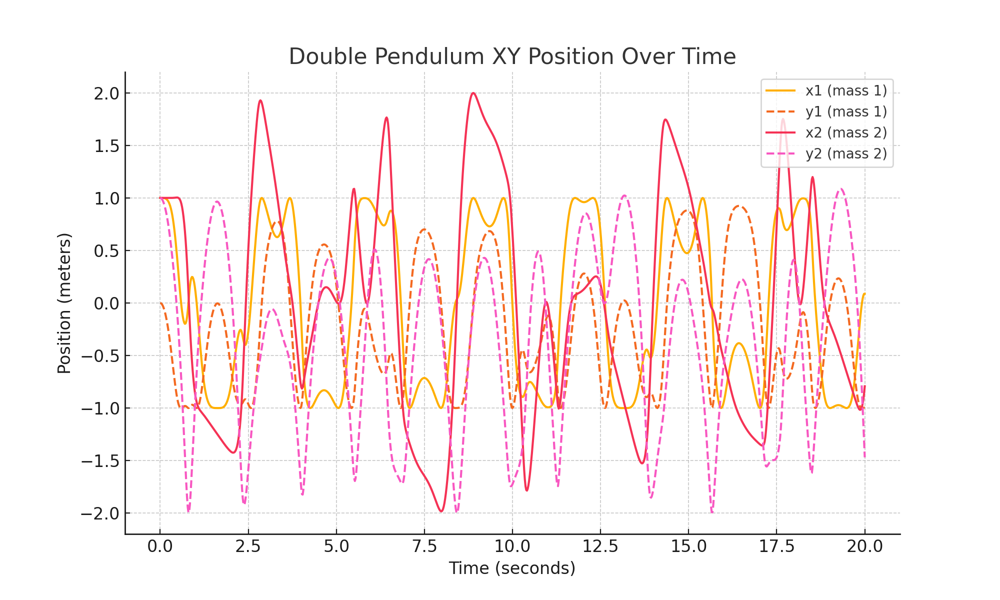 Double Pendulum XY Position Over Time
x1 (mass 1)
y1 (mass 1)
x2 (mass 2)
y2 (mass 2)
Position (meters)
2.0
1.5
1.0
0.5
0.0
−0.5
−1.0
−1.5
−2.0
0.0 2.5 5.0 7.5 10.0 12.5 15.0 17.5 20.0
Time (seconds)